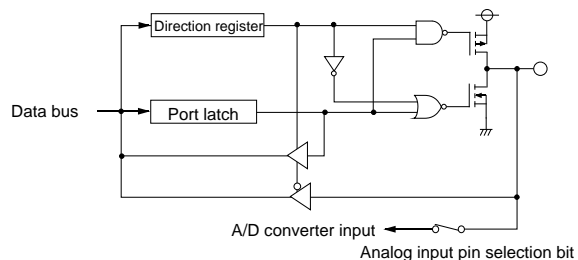 Direction register
Data bus
Port latch
A/D converter input
Analog input pin selection bit